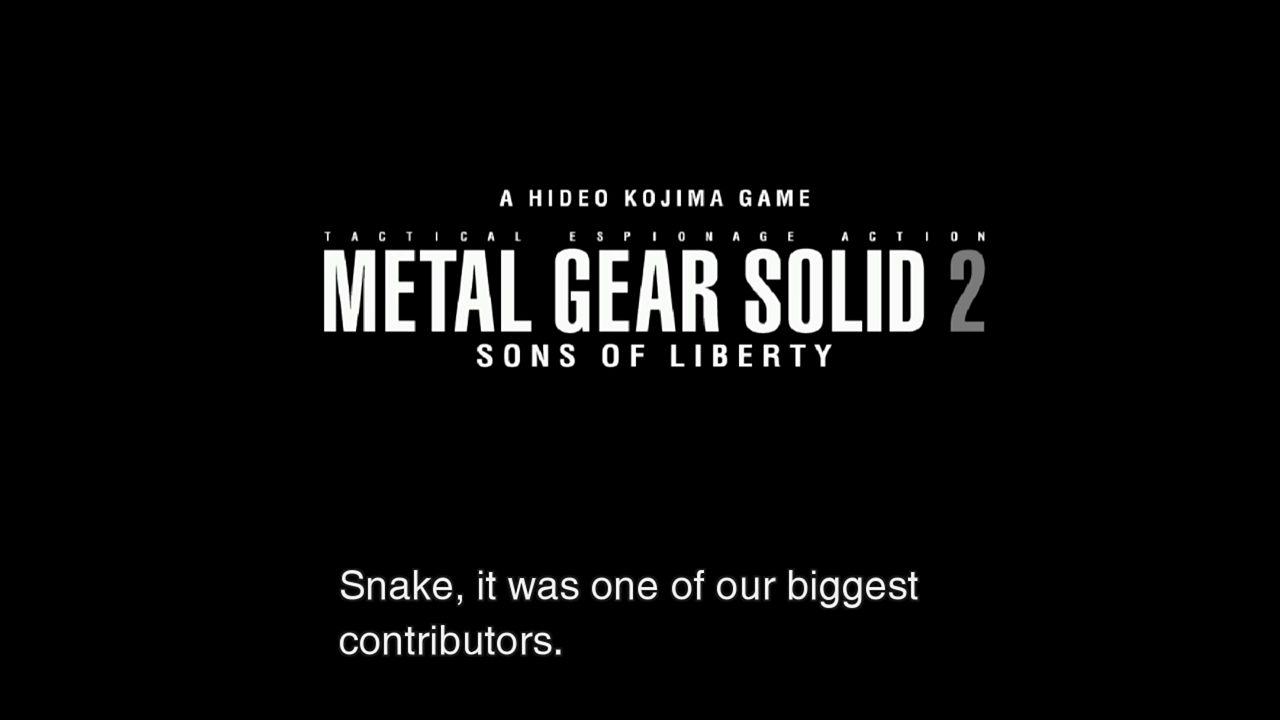 A HIDEO KOJIMA GAME
TACTICAL ESPIONAGE ACTION
METAL GEAR SOLID 2
SONS OF LIBERTY
Snake, it was one of our biggest
contributors.